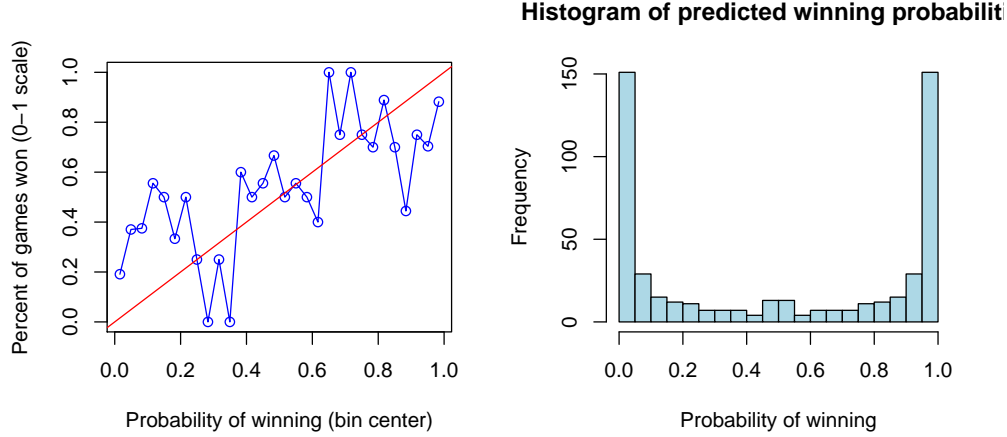 Percent of games won (0−1 scale)
1.0
0.8
0.6
0.4
0.2
0.0
0.0 0.2 0.4 0.6 0.8 1.0
Probability of winning (bin center)
Histogram of predicted winning probabiliti
Frequency
150
100
50
0
0.0 0.2 0.4 0.6 0.8 1.0
Probability of winning